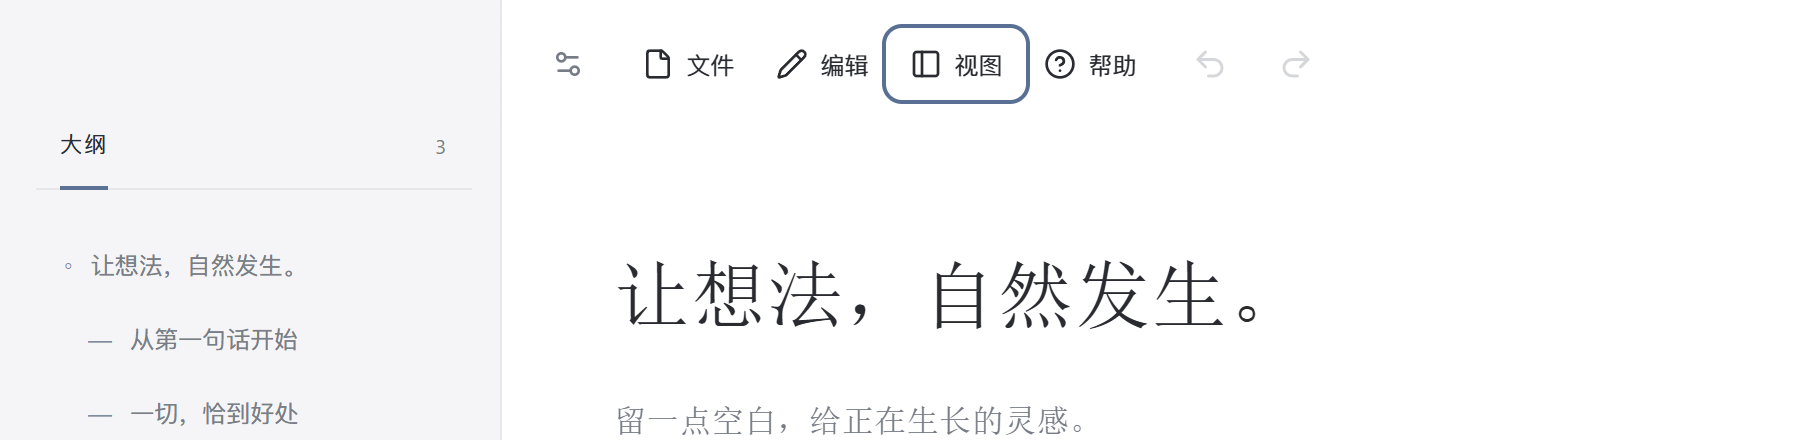 文件 编辑 视图 帮助
大纲 3
让想法，自然发生。
— 从第一句话开始
— 一切，恰到好处
让想法，自然发生。
留一点空白，给正在生长的灵感。